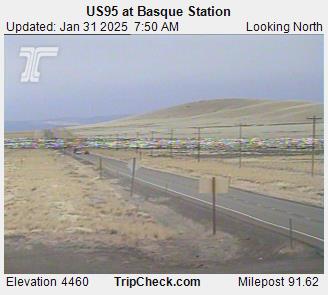 US95 at Basque Station
Updated: Jan 31 2025  7:50 AM    Looking North
Elevation 4460    TripCheck.com    Milepost 91.62